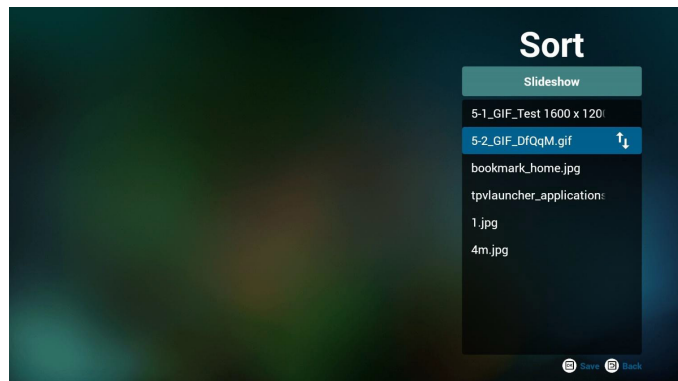 Sort
Slideshow
5-1_GIF_Test 1600 x 120
5-2_GIF_DfQqM.gif
bookmark_home.jpg
tpvlauncher_applications
1.jpg
4m.jpg
Save Back